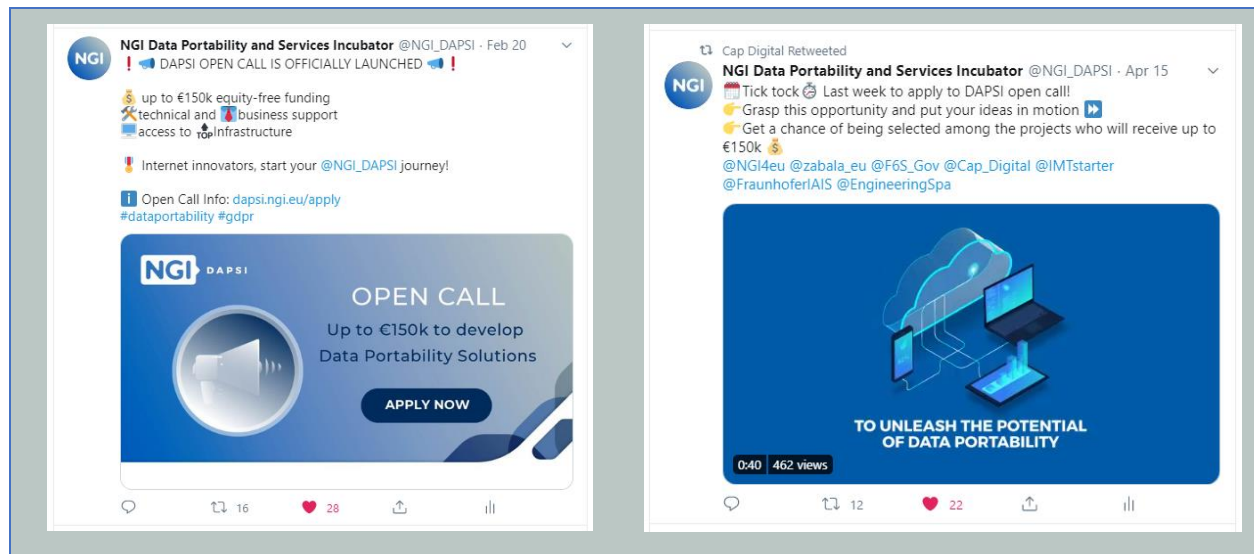 NGI
NGI Data Portability and Services Incubator @NGI_DAPSI · Feb 20
❗📢 DAPSI OPEN CALL IS OFFICIALLY LAUNCHED 📢❗
💰 up to €150k equity-free funding
🛠technical and 👔business support
💻access to 🔝Infrastructure
🎖 Internet innovators, start your @NGI_DAPSI journey!
ℹ Open Call Info: dapsi.ngi.eu/apply
#dataportability #gdpr
NGI DAPSI
OPEN CALL
Up to €150k to develop
Data Portability Solutions
APPLY NOW
16 28
Cap Digital Retweeted
NGI
NGI Data Portability and Services Incubator @NGI_DAPSI · Apr 15
🗓Tick tock⏱ Last week to apply to DAPSI open call!
👉Grasp this opportunity and put your ideas in motion ⏩
👉Get a chance of being selected among the projects who will receive up to
€150k 💰
@NGI4eu @zabala_eu @F6S_Gov @Cap_Digital @IMTstarter
@FraunhoferIAIS @EngineeringSpa
TO UNLEASH THE POTENTIAL
OF DATA PORTABILITY
0:40 462 views
12 22